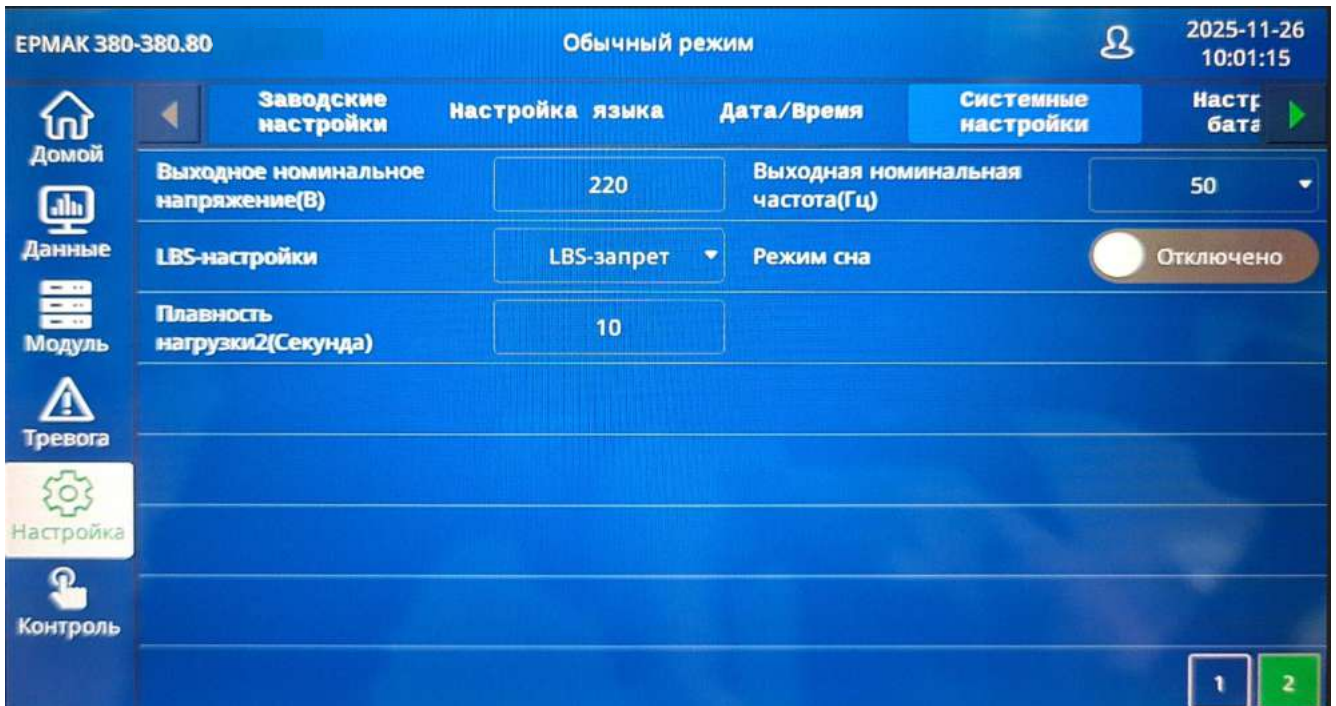 ЕРМАК 380-380.80
Обычный режим
2025-11-26
10:01:15
Домой
Данные
Модуль
Тревога
Настройка
Контроль
Заводские
настройки
Настройка языка
Дата/Время
Системные
настройки
Настр
бата
Выходное номинальное
напряжение(В)
220
Выходная номинальная
частота(Гц)
50
LBS-настройки
LBS-запрет
Режим сна
Отключено
Плавность
нагрузки2(Секунда)
10
1
2